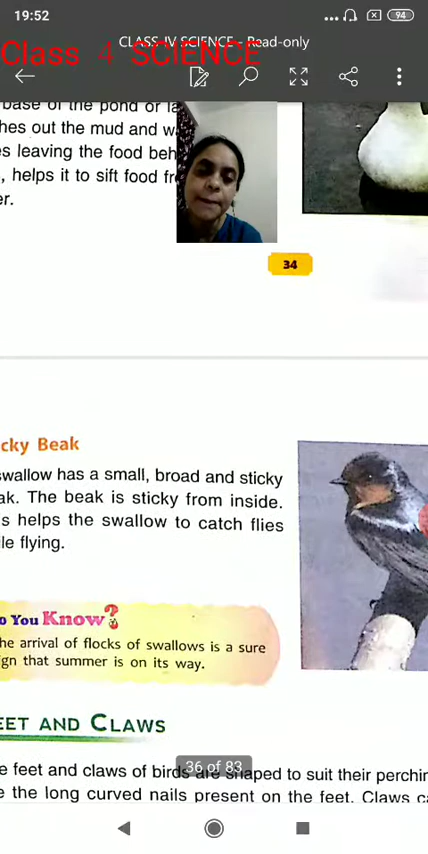 19:52
94
CLASS-IV SCIENCE - Read-only
Class 4 SCIENCE
base of the pond or la
hes out the mud and w
s leaving the food beh
, helps it to sift food fr
er.
34
cky Beak
swallow has a small, broad and sticky
ak. The beak is sticky from inside.
s helps the swallow to catch flies
le flying.
o You Know?
he arrival of flocks of swallows is a sure
ign that summer is on its way.
EET AND CLAWS
36 of 83
e feet and claws of birds are shaped to suit their perchin
e the long curved nails present on the feet. Claws ca